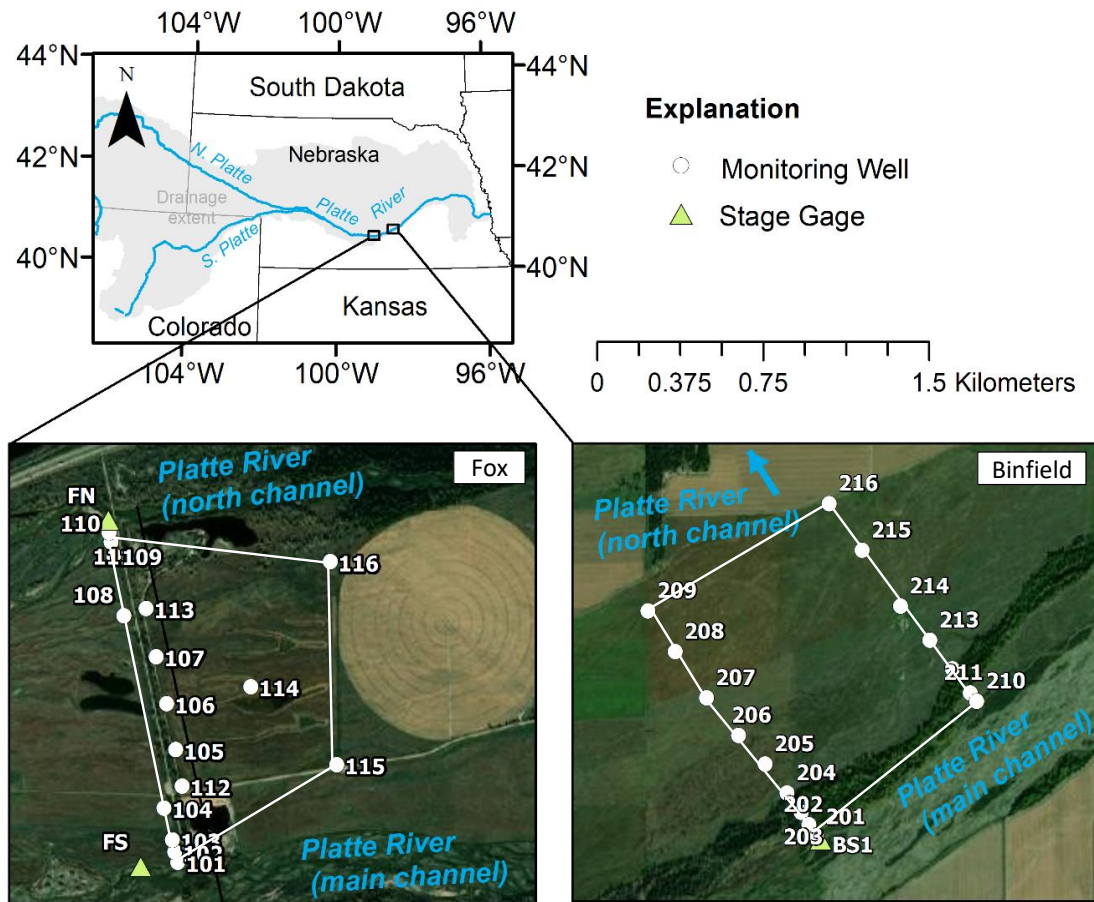 104°W 100°W 96°W
44°N
44°N
N
South Dakota
Explanation
Monitoring Well
Stage Gage
42°N
42°N
N. Platte
Nebraska
Drainage
extent
Platte
River
S. Platte
40°N
40°N
Colorado
Kansas
104°W 100°W 96°W
0 0.375 0.75 1.5 Kilometers
Platte River
(north channel)
Fox
FN
110
109
116
108
113
107
114
106
105
115
112
104
103
102
101
FS
Platte River
(main channel)
Binfield
216
Platte River
(north channel)
215
209
214
208
213
207
211
210
206
205
204
202
201
203
BS1
Platte River
(main channel)